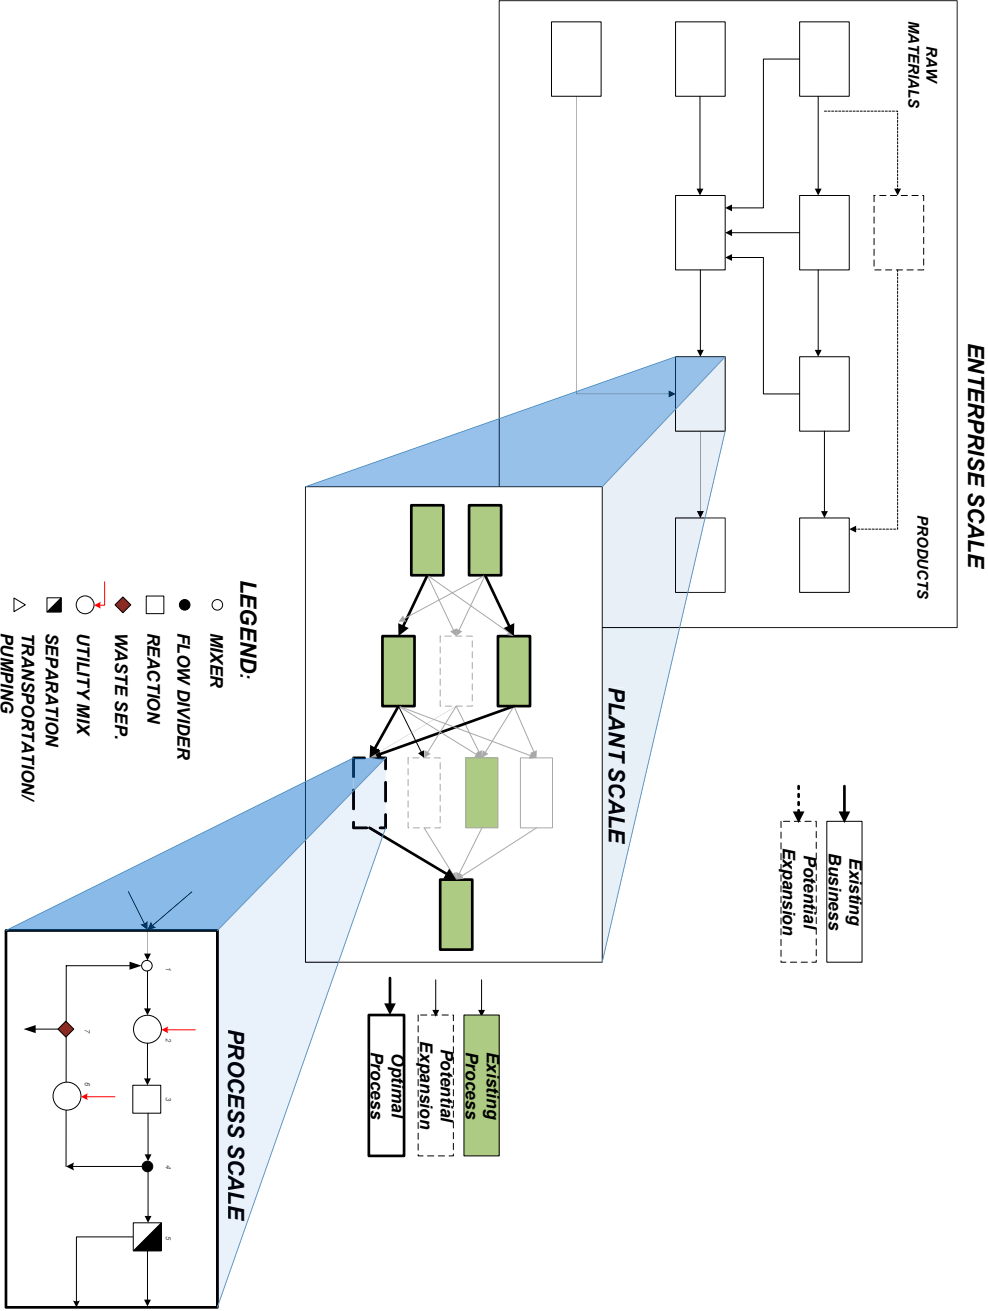 ENTERPRISE SCALE
RAW
MATERIALS
PRODUCTS
Existing
Business
Potential
Expansion
PLANT SCALE
Existing
Process
Potential
Expansion
Optimal
Process
LEGEND:
MIXER
FLOW DIVIDER
REACTION
WASTE SEP.
UTILITY MIX
SEPARATION
TRANSPORTATION/
PUMPING
PROCESS SCALE
1
2
3
4
5
6
7